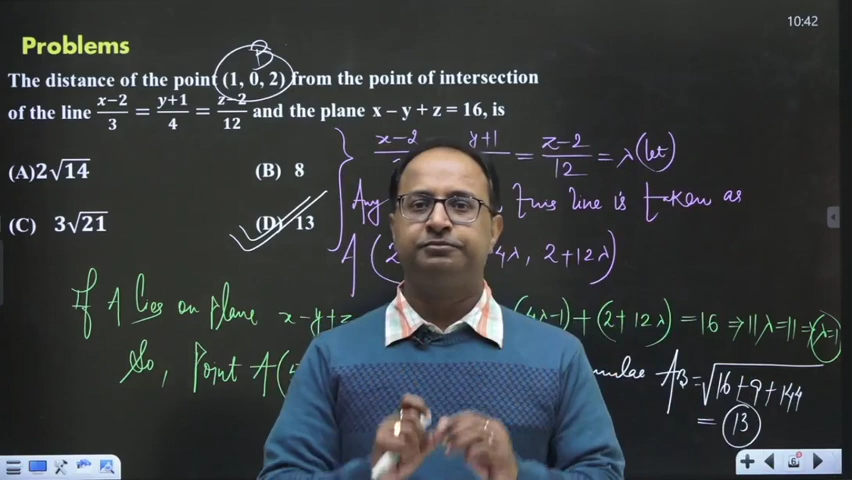 10:42
Problems
B
The distance of the point (1, 0, 2) from the point of intersection
of the line x−2/3 = y+1/4 = z−2/12 and the plane x – y + z = 16, is
(A) 2√14 (B) 8
(C) 3√21 (D) 13
x−2 y+1 = z−2/12 = λ (let)
Any this line is taken as
A ( 4λ, 2+12λ)
If A lies on plane x−y+z (4λ−1) + (2+12λ) = 16 ⇒ 11λ = 11 ⇒ λ=1
So, Point A( AB = √16+9+144
= 13
6